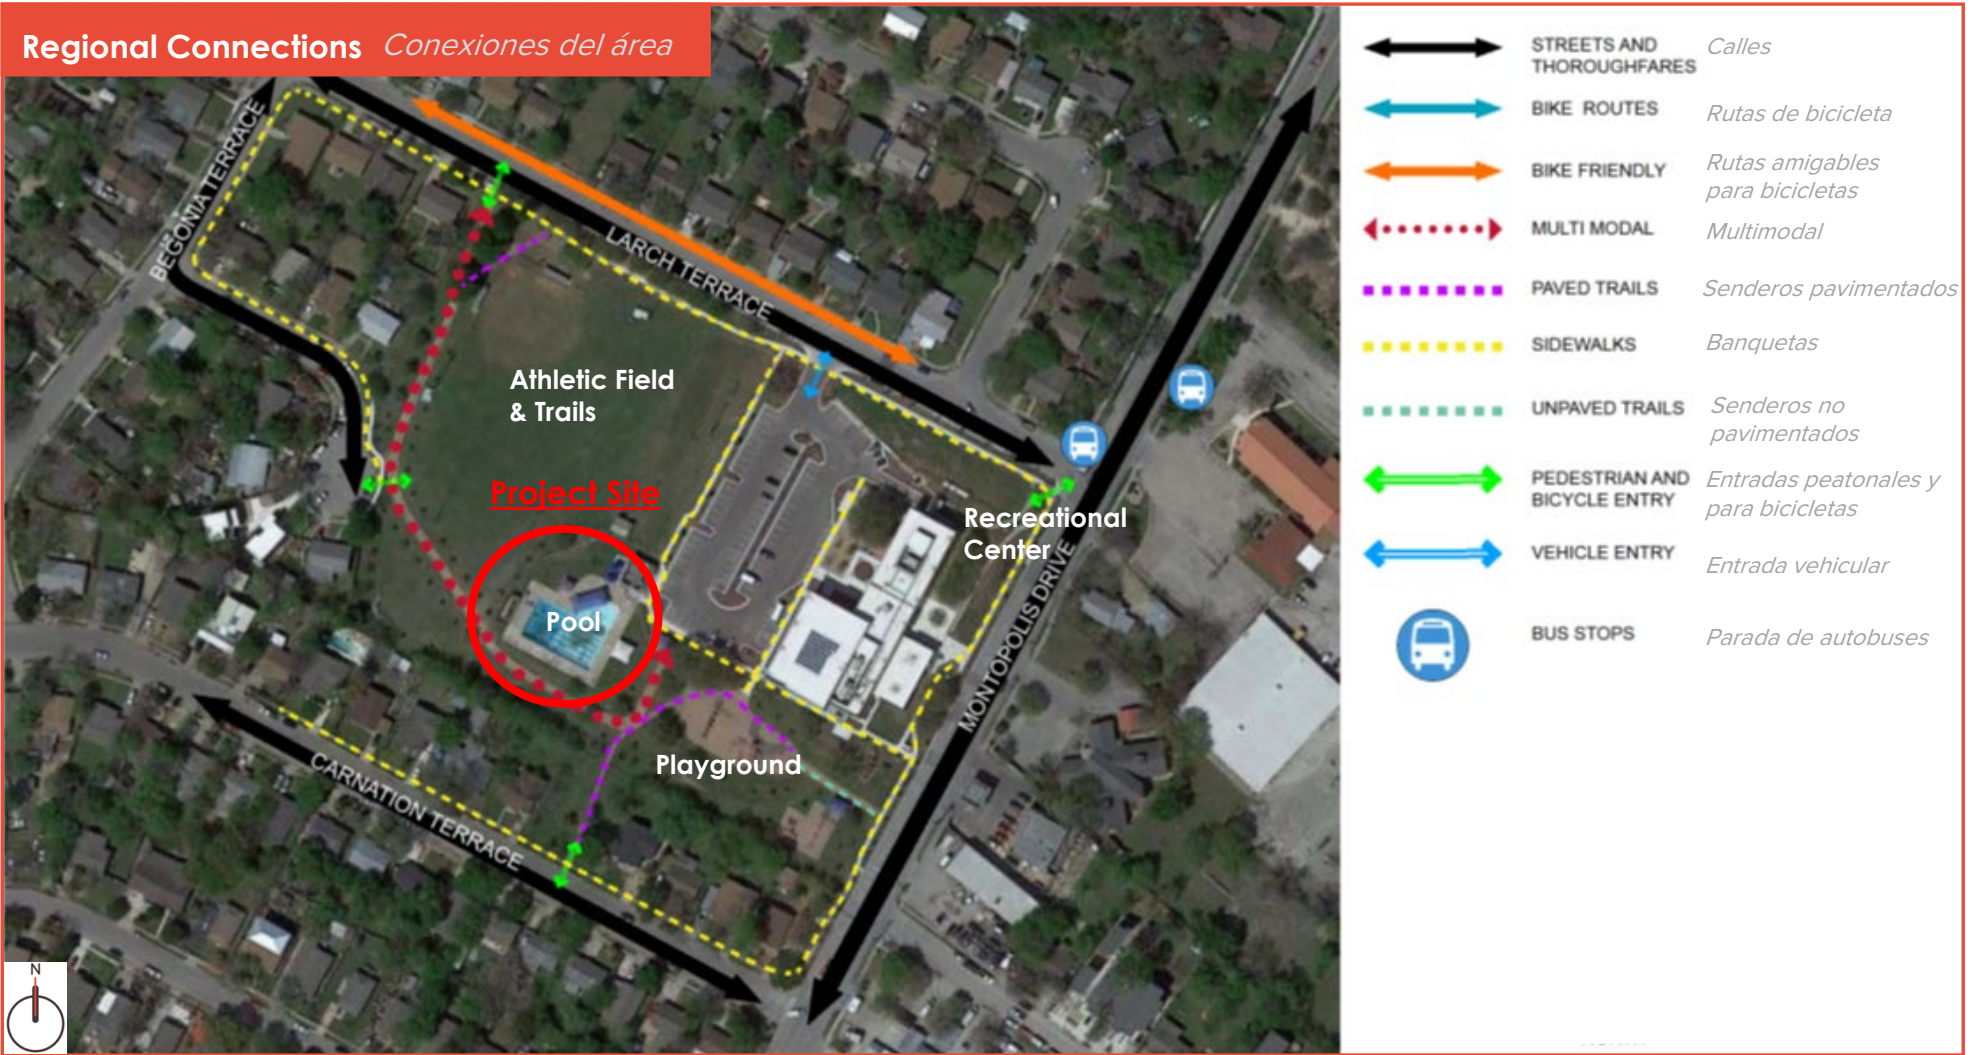 Regional Connections Conexiones del área
BEGONIA TERRACE
LARCH TERRACE
Athletic Field
& Trails
Project Site
Pool
Recreational
Center
MONTOPOLIS DRIVE
Playground
CARNATION TERRACE
N
STREETS AND
THOROUGHFARES
Calles
BIKE ROUTES
Rutas de bicicleta
BIKE FRIENDLY
Rutas amigables
para bicicletas
MULTI MODAL
Multimodal
PAVED TRAILS
Senderos pavimentados
SIDEWALKS
Banquetas
UNPAVED TRAILS
Senderos no
pavimentados
PEDESTRIAN AND
BICYCLE ENTRY
Entradas peatonales y
para bicicletas
VEHICLE ENTRY
Entrada vehicular
BUS STOPS
Parada de autobuses